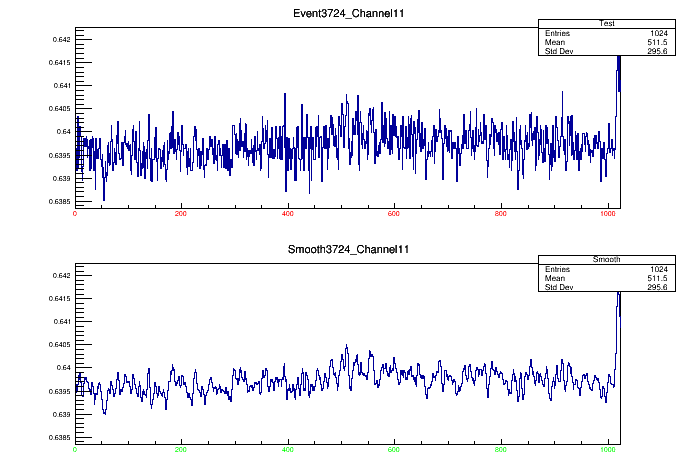 Event3724_Channel11
Test
Entries 1024
Mean 511.5
Std Dev 295.6
0.642
0.6415
0.641
0.6405
0.64
0.6395
0.639
0.6385
0 200 400 600 800 1000
Smooth3724_Channel11
Smooth
Entries 1024
Mean 511.5
Std Dev 295.6
0.642
0.6415
0.641
0.6405
0.64
0.6395
0.639
0.6385
0 200 400 600 800 1000